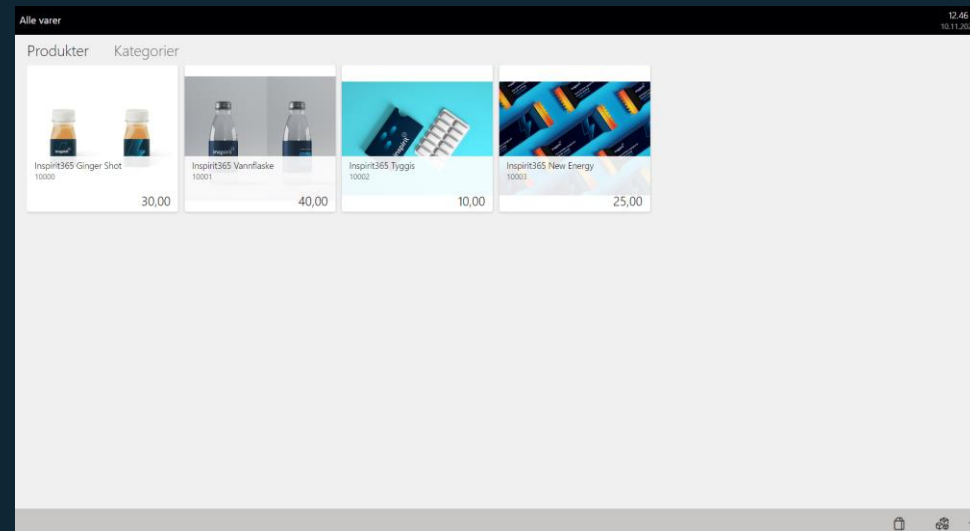 Alle varer
12.46
Produkter Kategorier
Inspirit365 Ginger Shot
10000
30,00
Inspirit365 Vannflaske
10001
40,00
Inspirit365 Tyggis
10002
10,00
Inspirit365 New Energy
10003
25,00